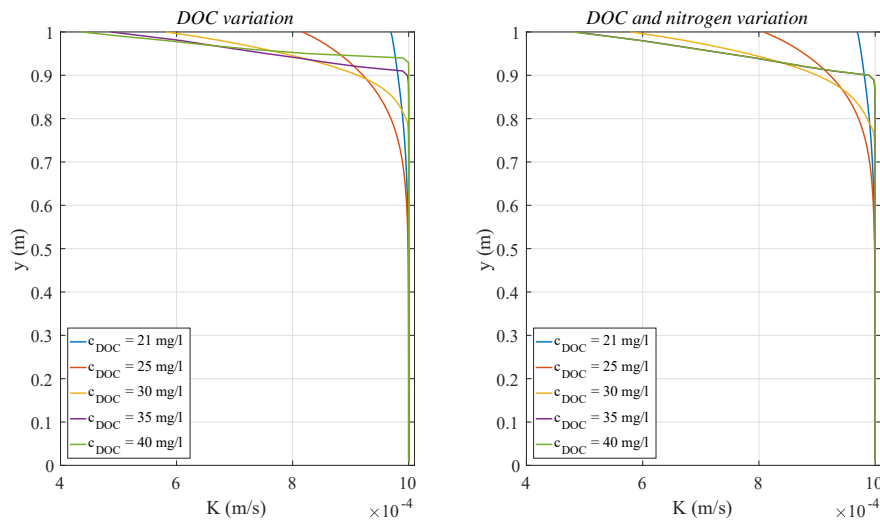 DOC variation
1
0.9
0.8
0.7
0.6
0.5
0.4
0.3
0.2
0.1
0
y (m)
c_DOC = 21 mg/l
c_DOC = 25 mg/l
c_DOC = 30 mg/l
c_DOC = 35 mg/l
c_DOC = 40 mg/l
4 6 8 10
K (m/s)
×10^-4
DOC and nitrogen variation
1
0.9
0.8
0.7
0.6
0.5
0.4
0.3
0.2
0.1
0
y (m)
c_DOC = 21 mg/l
c_DOC = 25 mg/l
c_DOC = 30 mg/l
c_DOC = 35 mg/l
c_DOC = 40 mg/l
4 6 8 10
K (m/s)
×10^-4